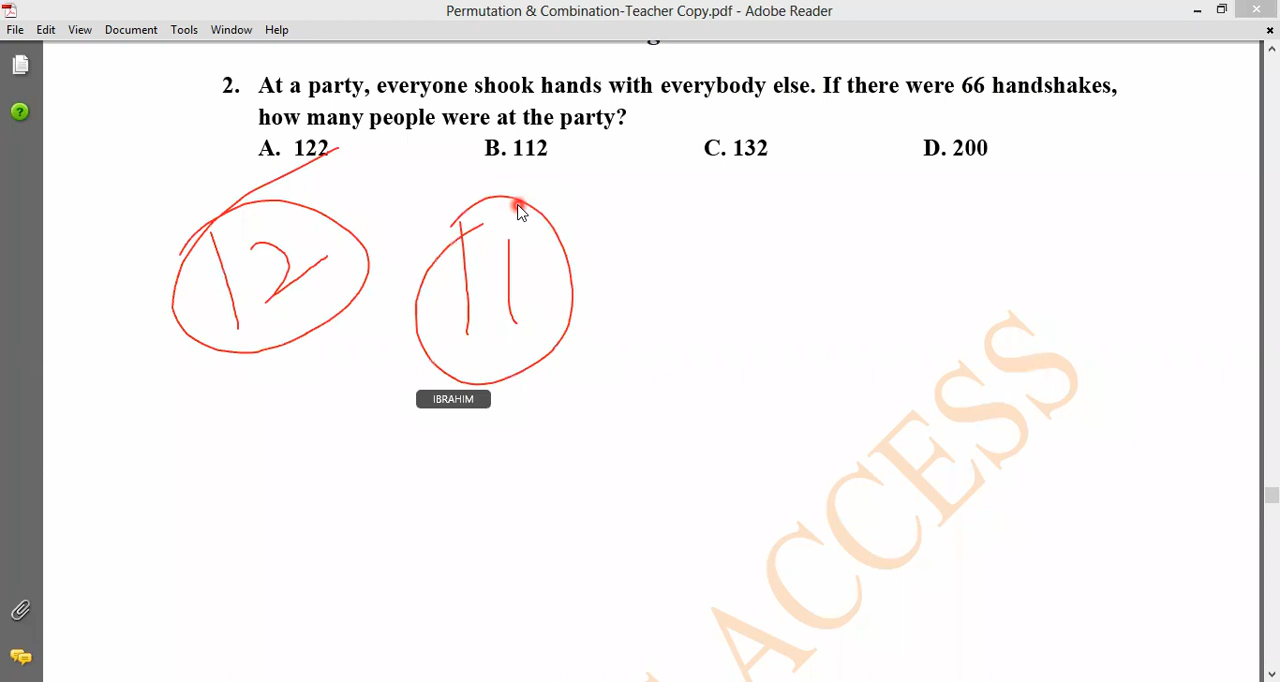 Permutation & Combination-Teacher Copy.pdf - Adobe Reader
File Edit View Document Tools Window Help
2. At a party, everyone shook hands with everybody else. If there were 66 handshakes,
how many people were at the party?
A. 122 B. 112 C. 132 D. 200
12 11
IBRAHIM
ACCESS